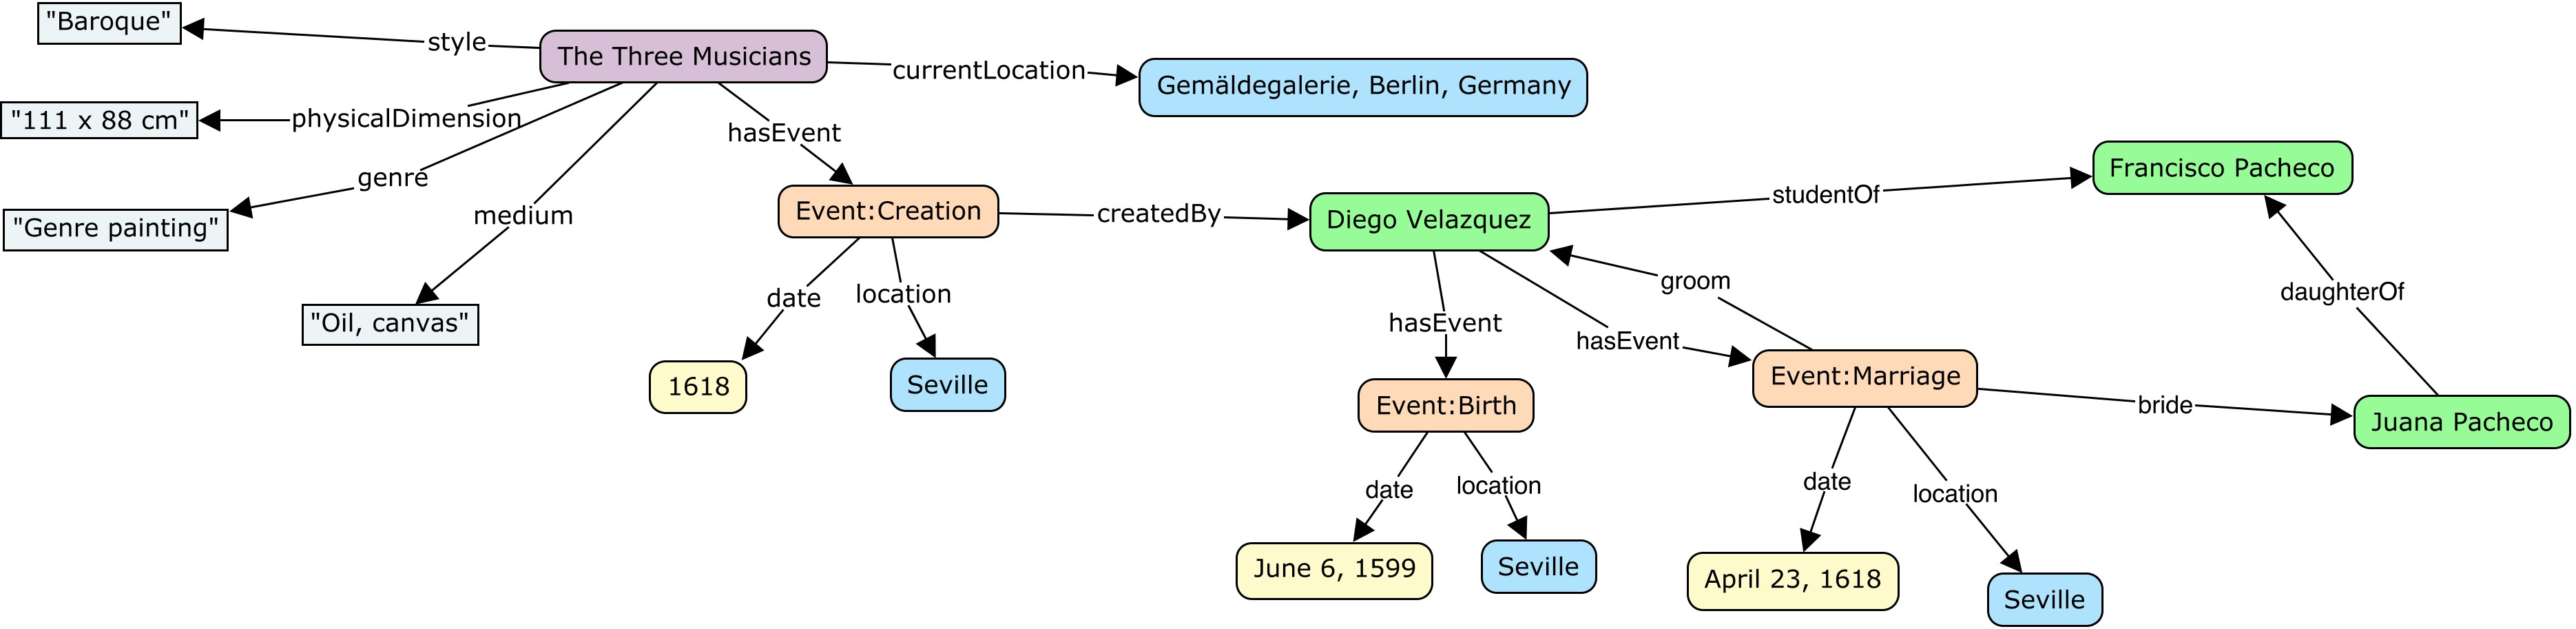 "Baroque"
style
The Three Musicians
currentLocation
Gemäldegalerie, Berlin, Germany
"111 x 88 cm"
physicalDimension
hasEvent
genre
"Genre painting"
medium
"Oil, canvas"
Event:Creation
createdBy
Diego Velazquez
studentOf
Francisco Pacheco
date
location
1618
Seville
groom
daughterOf
hasEvent
hasEvent
Event:Birth
Event:Marriage
bride
Juana Pacheco
date
location
June 6, 1599
Seville
date
location
April 23, 1618
Seville